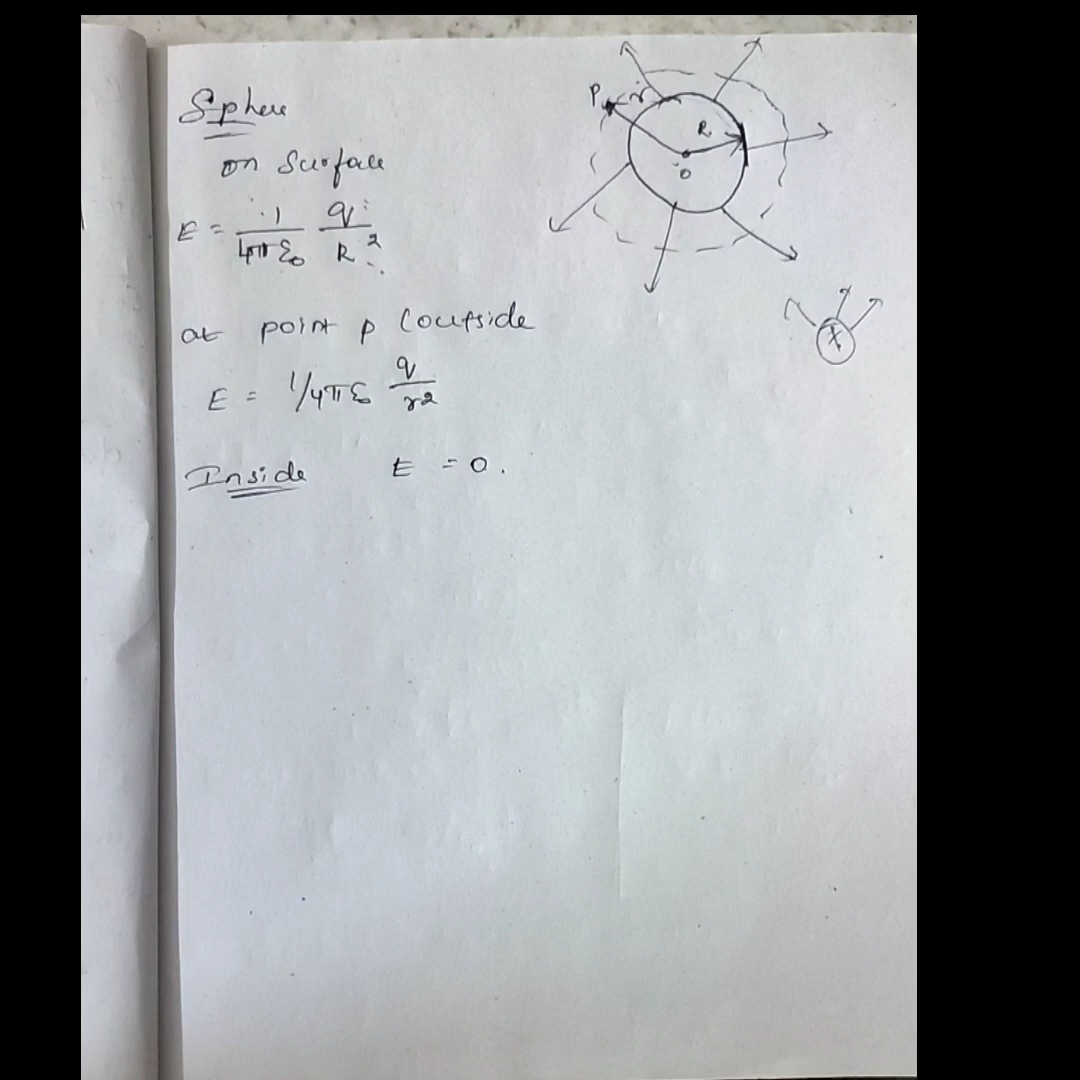 Sphere
on Surface
E = 1/4πε₀ q/R²
at point p (outside
E = 1/4πε₀ q/r2
Inside E = 0.
P
r
R
O